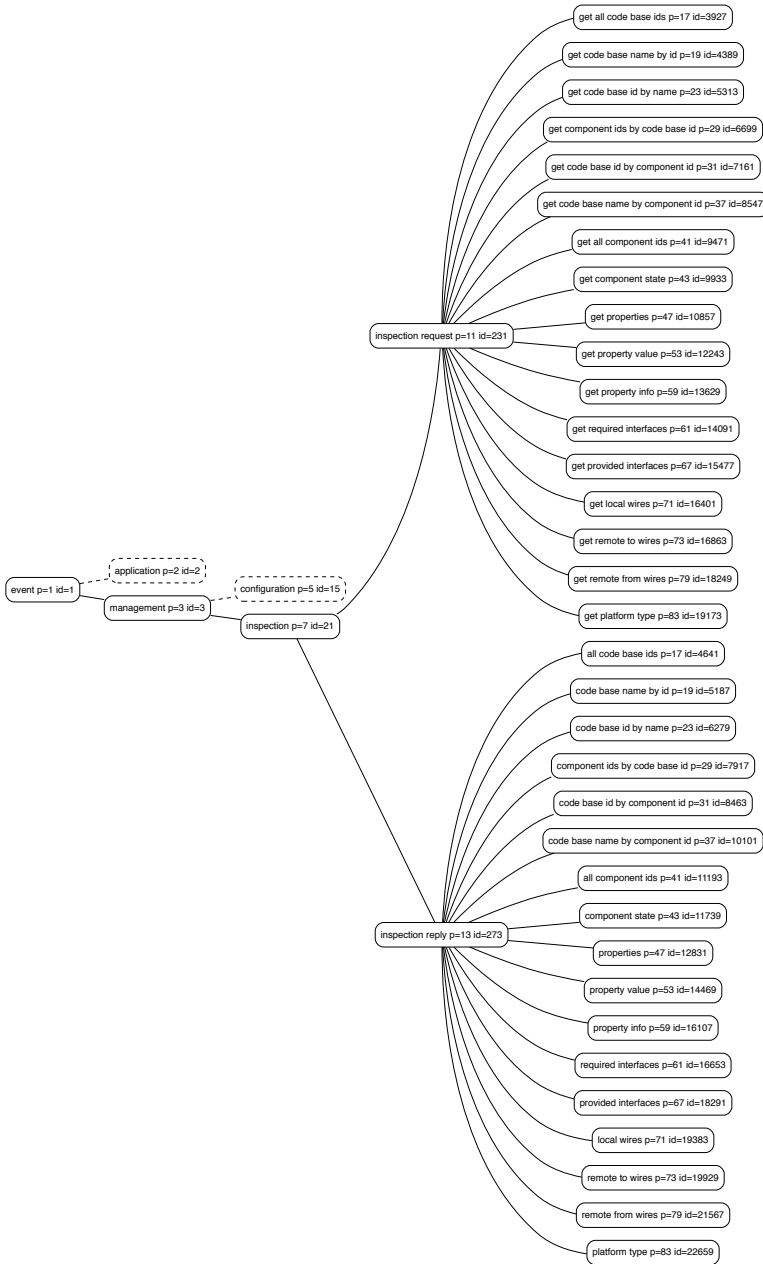 get all code base ids p=17 id=3927
get code base name by id p=19 id=4389
get code base id by name p=23 id=5313
get component ids by code base id p=29 id=6699
get code base id by component id p=31 id=7161
get code base name by component id p=37 id=8547
get all component ids p=41 id=9471
get component state p=43 id=9933
get properties p=47 id=10857
inspection request p=11 id=231
get property value p=53 id=12243
get property info p=59 id=13629
get required interfaces p=61 id=14091
get provided interfaces p=67 id=15477
get local wires p=71 id=16401
get remote to wires p=73 id=16863
application p=2 id=2
get remote from wires p=79 id=18249
event p=1 id=1
configuration p=5 id=15
management p=3 id=3
get platform type p=83 id=19173
inspection p=7 id=21
all code base ids p=17 id=4641
code base name by id p=19 id=5187
code base id by name p=23 id=6279
component ids by code base id p=29 id=7917
code base id by component id p=31 id=8463
code base name by component id p=37 id=10101
all component ids p=41 id=11193
component state p=43 id=11739
inspection reply p=13 id=273
properties p=47 id=12831
property value p=53 id=14469
property info p=59 id=16107
required interfaces p=61 id=16653
provided interfaces p=67 id=18291
local wires p=71 id=19383
remote to wires p=73 id=19929
remote from wires p=79 id=21567
platform type p=83 id=22659